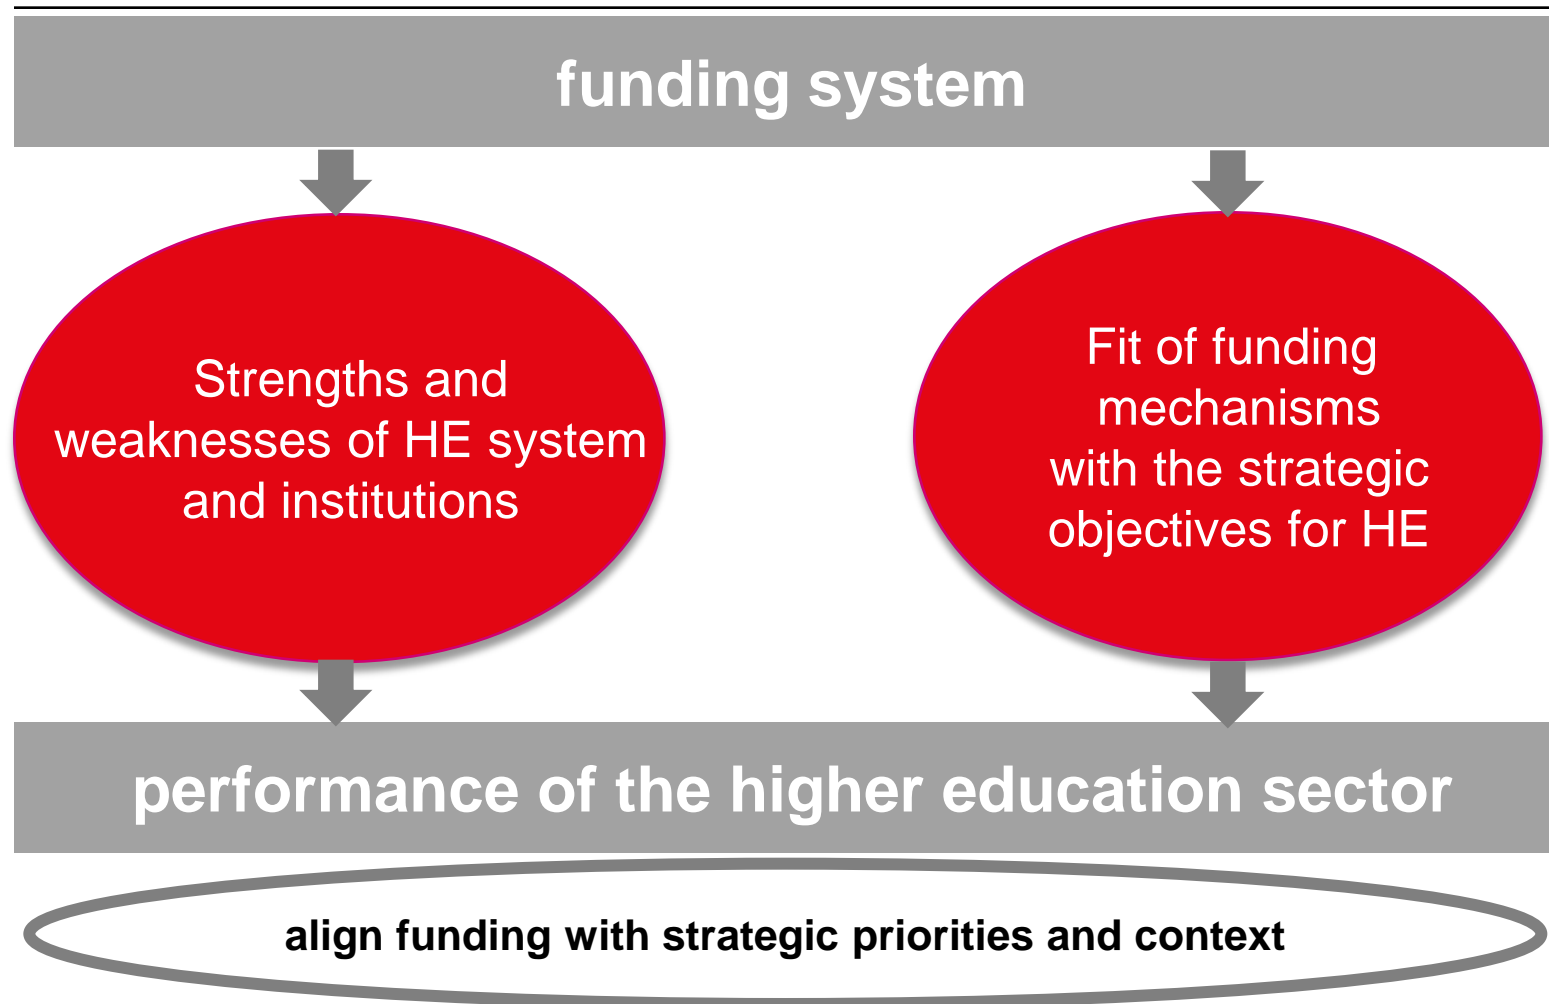 funding system
Strengths and
weaknesses of HE system
and institutions
Fit of funding
mechanisms
with the strategic
objectives for HE
performance of the higher education sector
align funding with strategic priorities and context